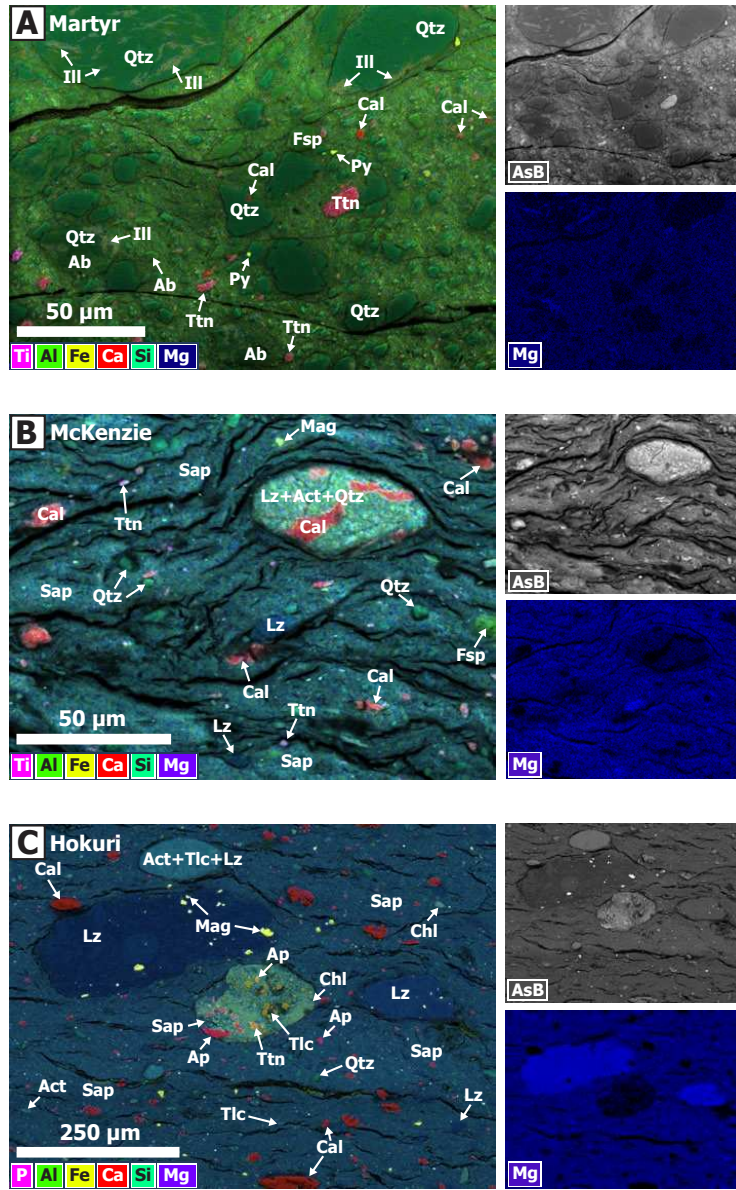 A Martyr
Qtz
Qtz
Ill
Ill
Ill
Cal
Cal
Fsp
Cal
Py
Qtz
Ttn
Qtz
Ill
Ab
Ab
Py
Ttn
Qtz
50 µm
Ttn
Ab
Ti Al Fe Ca Si Mg
AsB
Mg
B McKenzie
Mag
Sap
Lz+Act+Qtz
Cal
Cal
Ttn
Cal
Sap
Qtz
Qtz
Lz
Fsp
Cal
Cal
Ttn
50 µm
Lz
Sap
Ti Al Fe Ca Si Mg
AsB
Mg
C Hokuri
Act+Tlc+Lz
Cal
Sap
Lz
Mag
Chl
Ap
Chl
Lz
Sap
Ap
Ap
Ttn
Tlc
Sap
Qtz
Act
Sap
Tlc
Lz
250 µm
Cal
P Al Fe Ca Si Mg
AsB
Mg